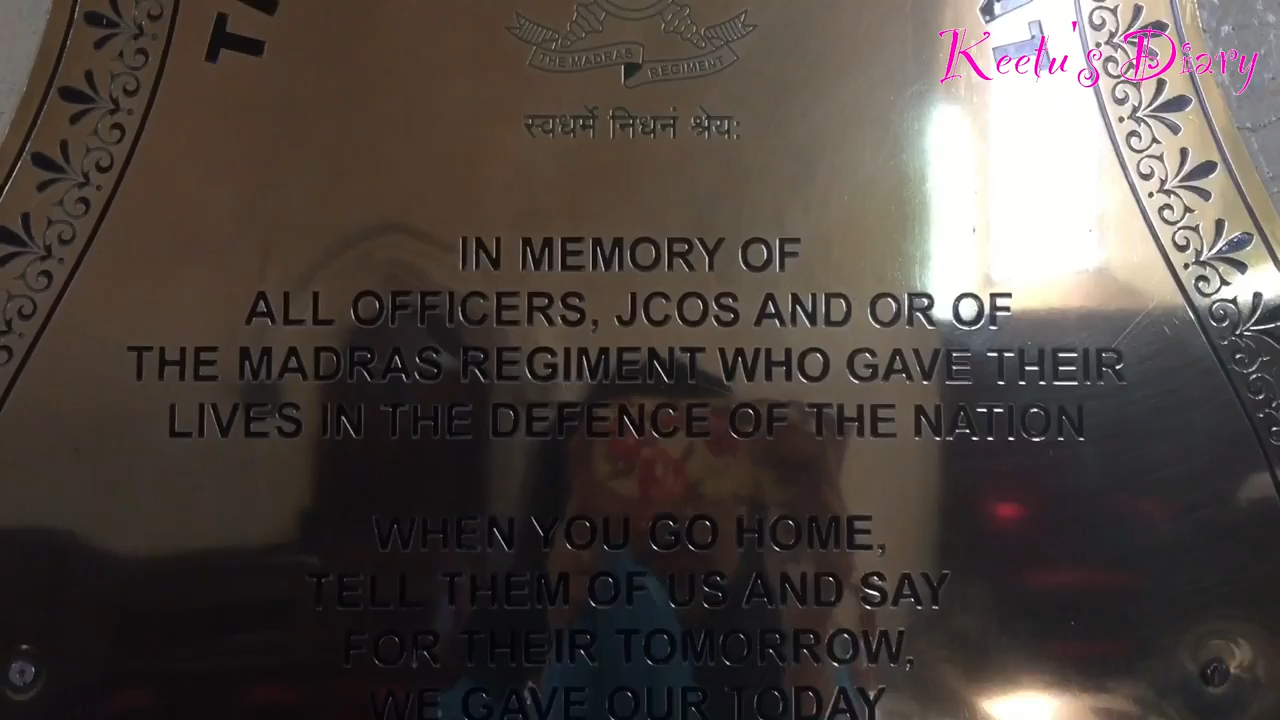 Keetu's Diary
THE MADRAS REGIMENT
स्वधर्मे निधनं श्रेय:
IN MEMORY OF
ALL OFFICERS, JCOS AND OR OF
THE MADRAS REGIMENT WHO GAVE THEIR
LIVES IN THE DEFENCE OF THE NATION
WHEN YOU GO HOME,
TELL THEM OF US AND SAY
FOR THEIR TOMORROW,
WE GAVE OUR TODAY